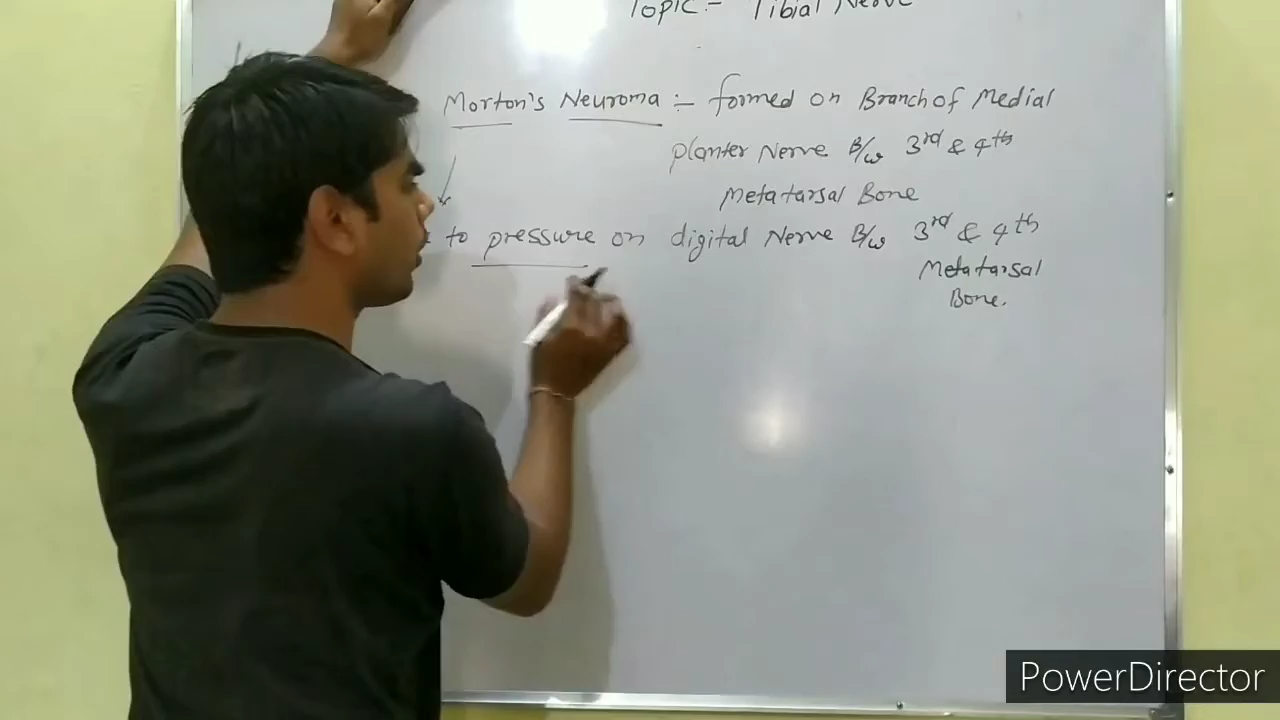 Topic :- Tibial Nerve
Morton's Neuroma :- formed on Branch of Medial
planter Nerve B/w 3rd & 4th
Metatarsal Bone
to pressure on digital Nerve B/w 3rd & 4th
Metatarsal
Bone.
PowerDirector